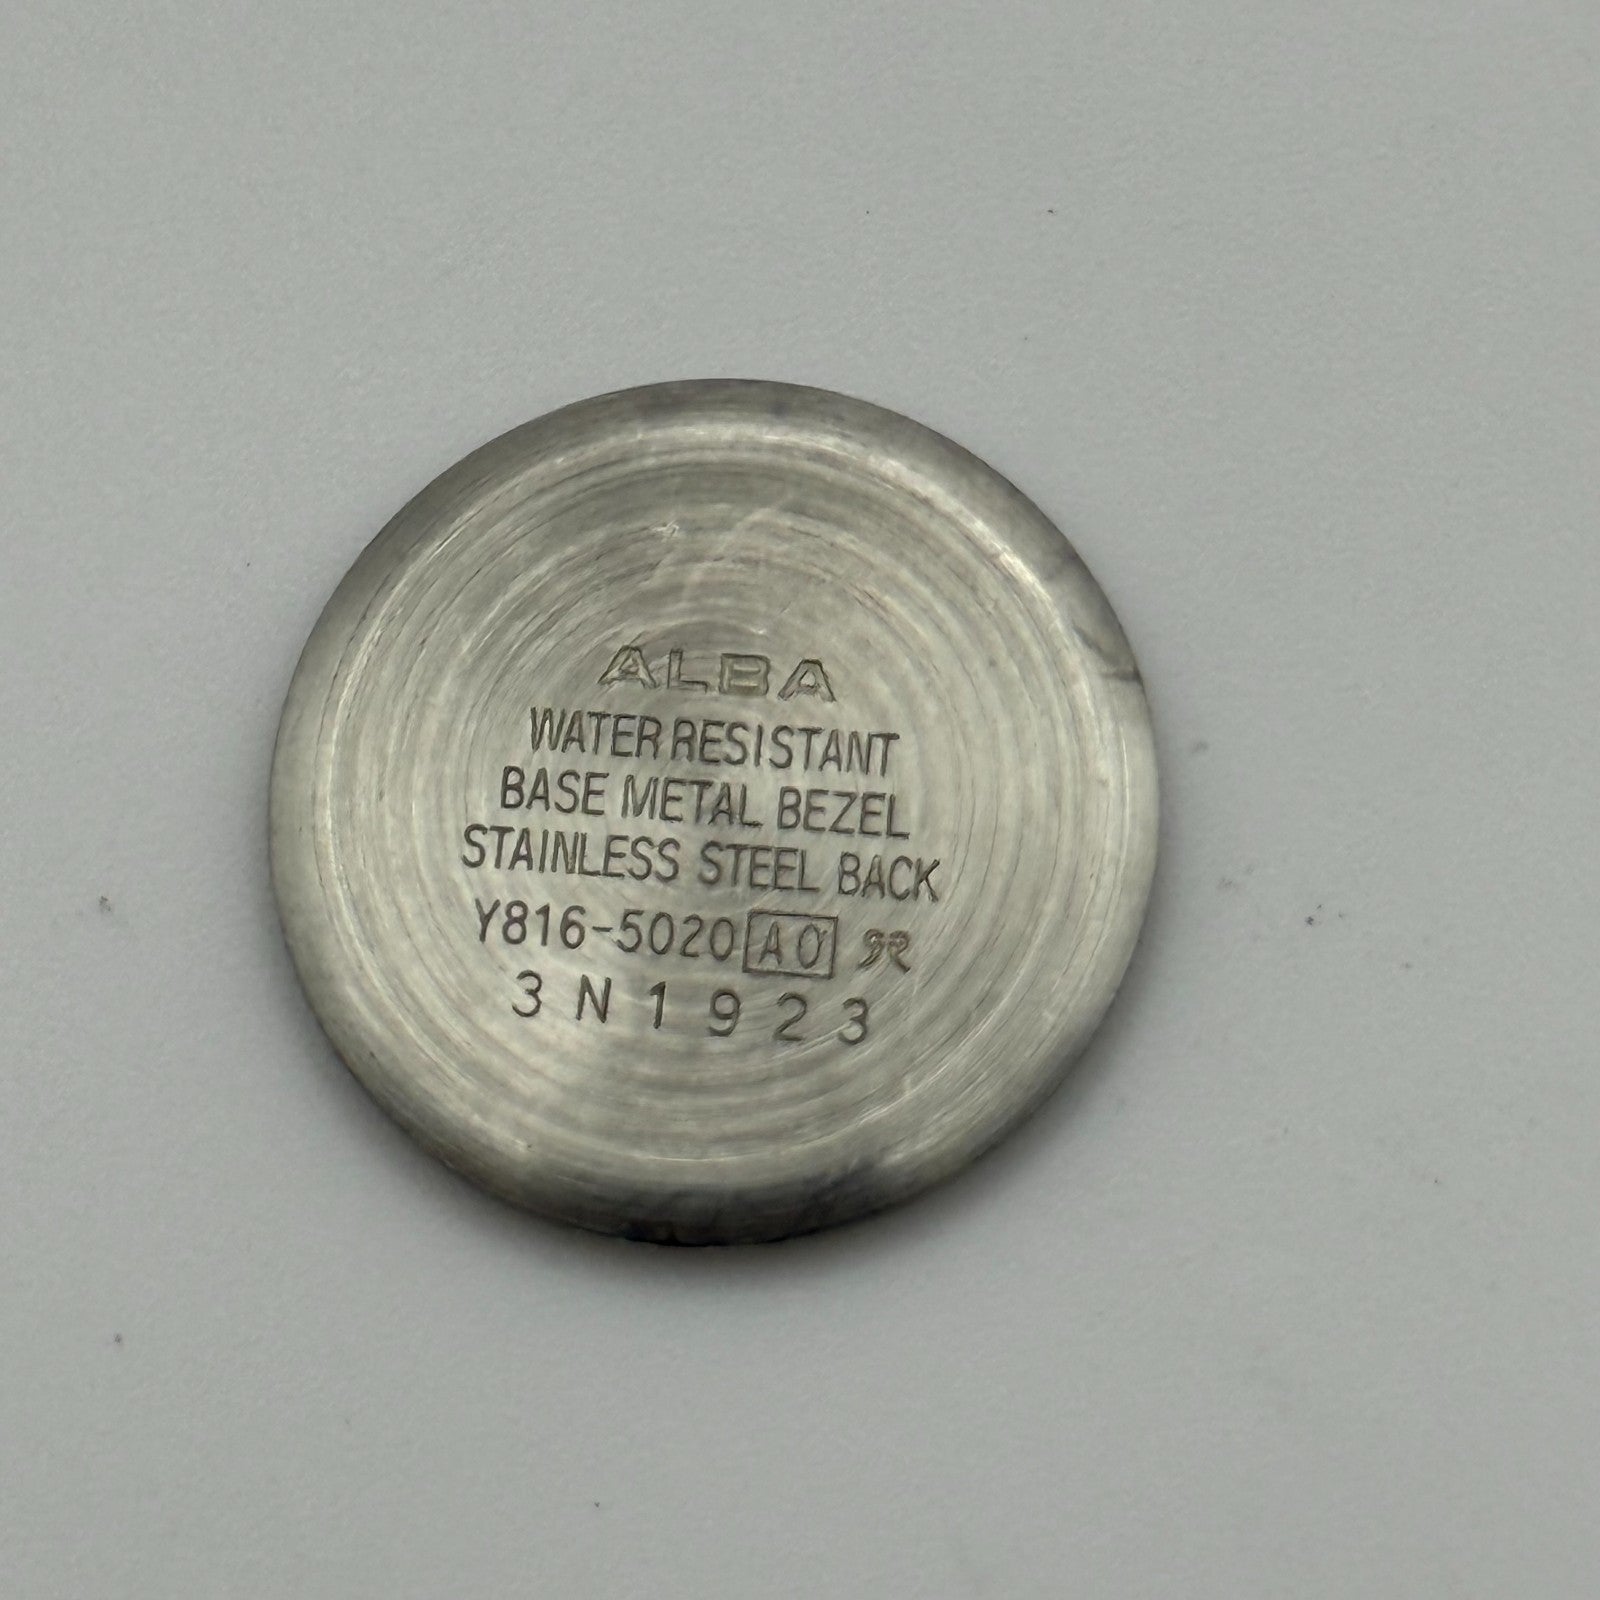 ALBA
WATER RESISTANT
BASE METAL BEZEL
STAINLESS STEEL BACK
Y816-5020 A0
3N1923